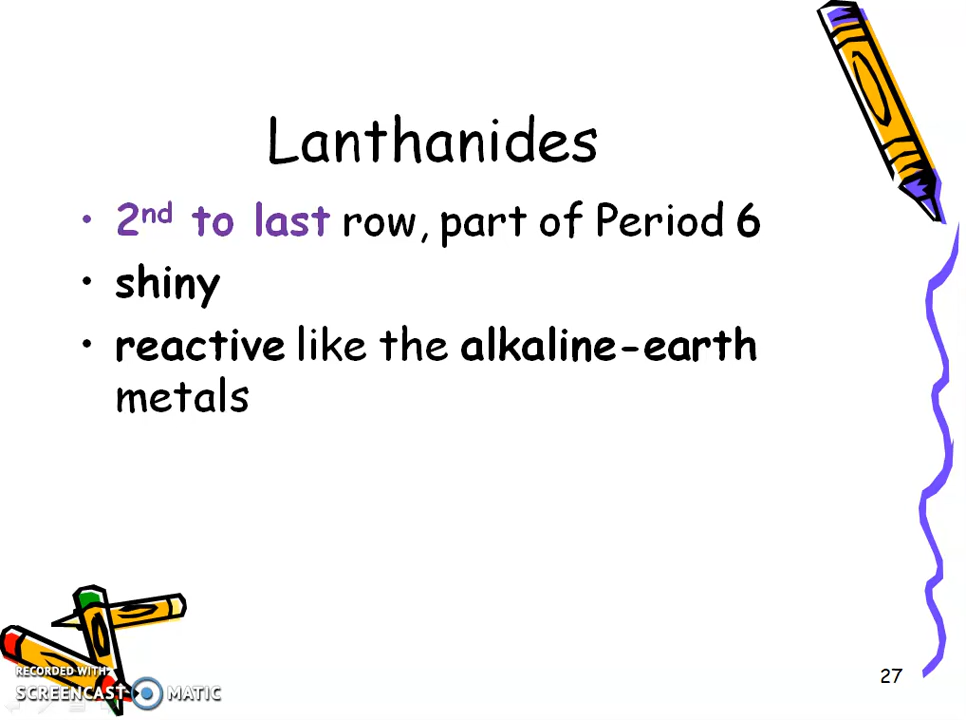 Lanthanides
• 2nd to last row, part of Period 6
• shiny
• reactive like the alkaline-earth
metals
27
RECORDED WITH
SCREENCAST MATIC